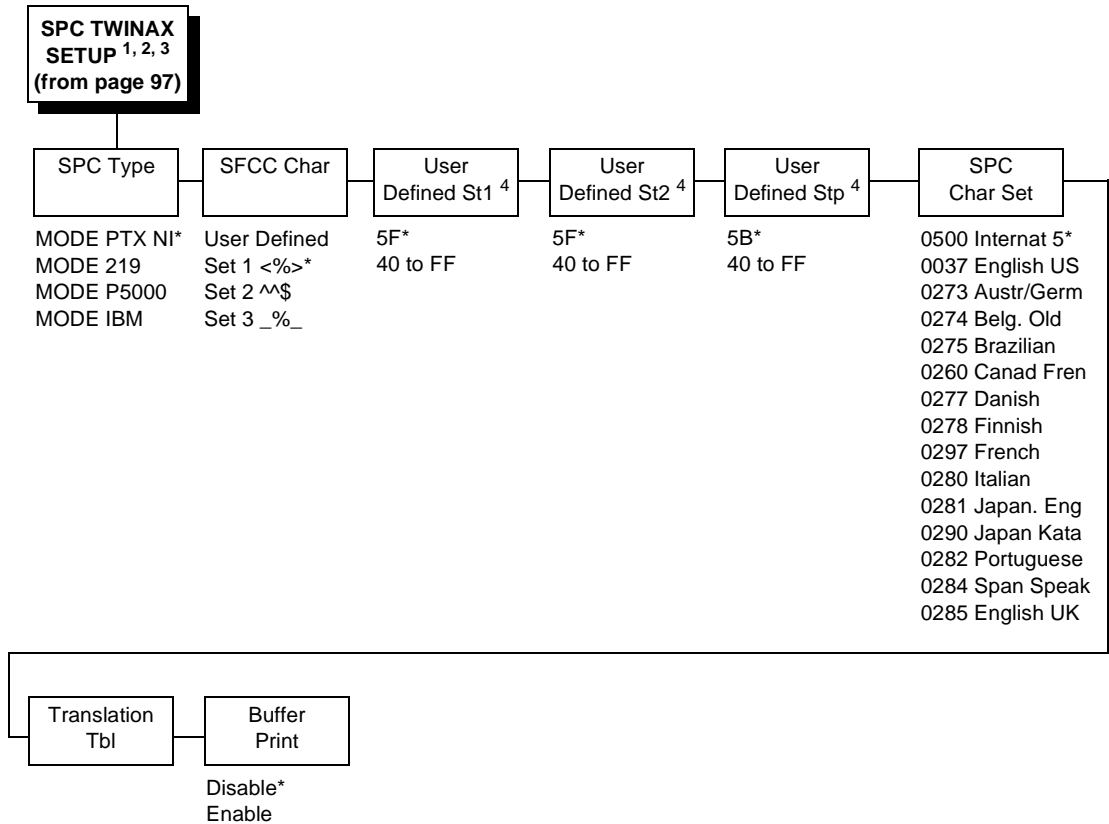 SPC TWINAX
SETUP 1, 2, 3
(from page 97)
SPC Type
MODE PTX NI*
MODE 219
MODE P5000
MODE IBM
SFCC Char
User Defined
Set 1 <%>*
Set 2 ^^$
Set 3 _%_
User
Defined St1 4
5F*
40 to FF
User
Defined St2 4
5F*
40 to FF
User
Defined Stp 4
5B*
40 to FF
SPC
Char Set
0500 Internat 5*
0037 English US
0273 Austr/Germ
0274 Belg. Old
0275 Brazilian
0260 Canad Fren
0277 Danish
0278 Finnish
0297 French
0280 Italian
0281 Japan. Eng
0290 Japan Kata
0282 Portuguese
0284 Span Speak
0285 English UK
Translation
Tbl
Buffer
Print
Disable*
Enable